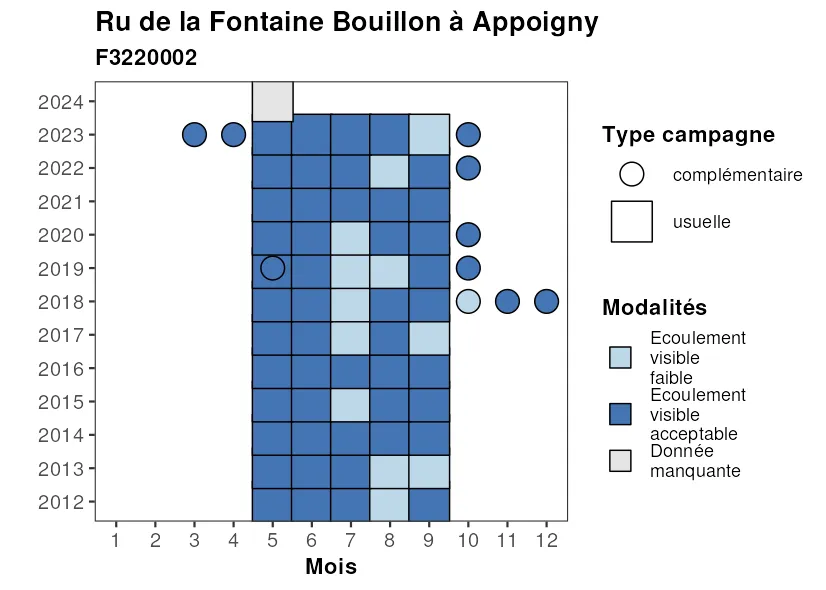 Ru de la Fontaine Bouillon à Appoigny
F3220002
2024
2023
2022
2021
2020
2019
2018
2017
2016
2015
2014
2013
2012
1 2 3 4 5 6 7 8 9 10 11 12
Mois
Type campagne
complémentaire
usuelle
Modalités
Ecoulement
visible
faible
Ecoulement
visible
acceptable
Donnée
manquante